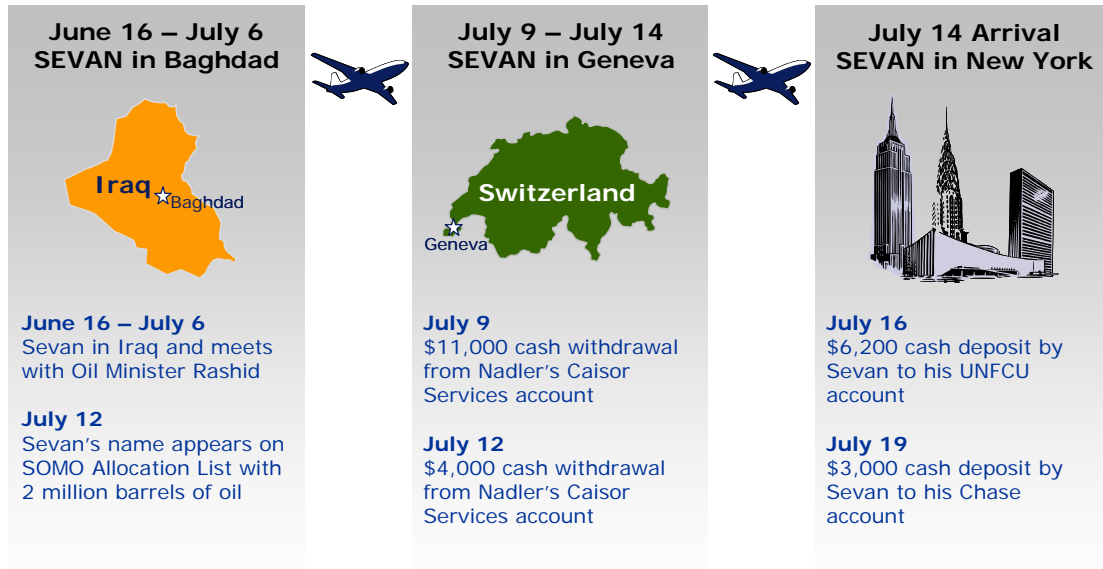 June 16 – July 6
SEVAN in Baghdad
Iraq
Baghdad
June 16 – July 6
Sevan in Iraq and meets
with Oil Minister Rashid
July 12
Sevan's name appears on
SOMO Allocation List with
2 million barrels of oil
July 9 – July 14
SEVAN in Geneva
Switzerland
Geneva
July 9
$11,000 cash withdrawal
from Nadler's Caisor
Services account
July 12
$4,000 cash withdrawal
from Nadler's Caisor
Services account
July 14 Arrival
SEVAN in New York
July 16
$6,200 cash deposit by
Sevan to his UNFCU
account
July 19
$3,000 cash deposit by
Sevan to his Chase
account